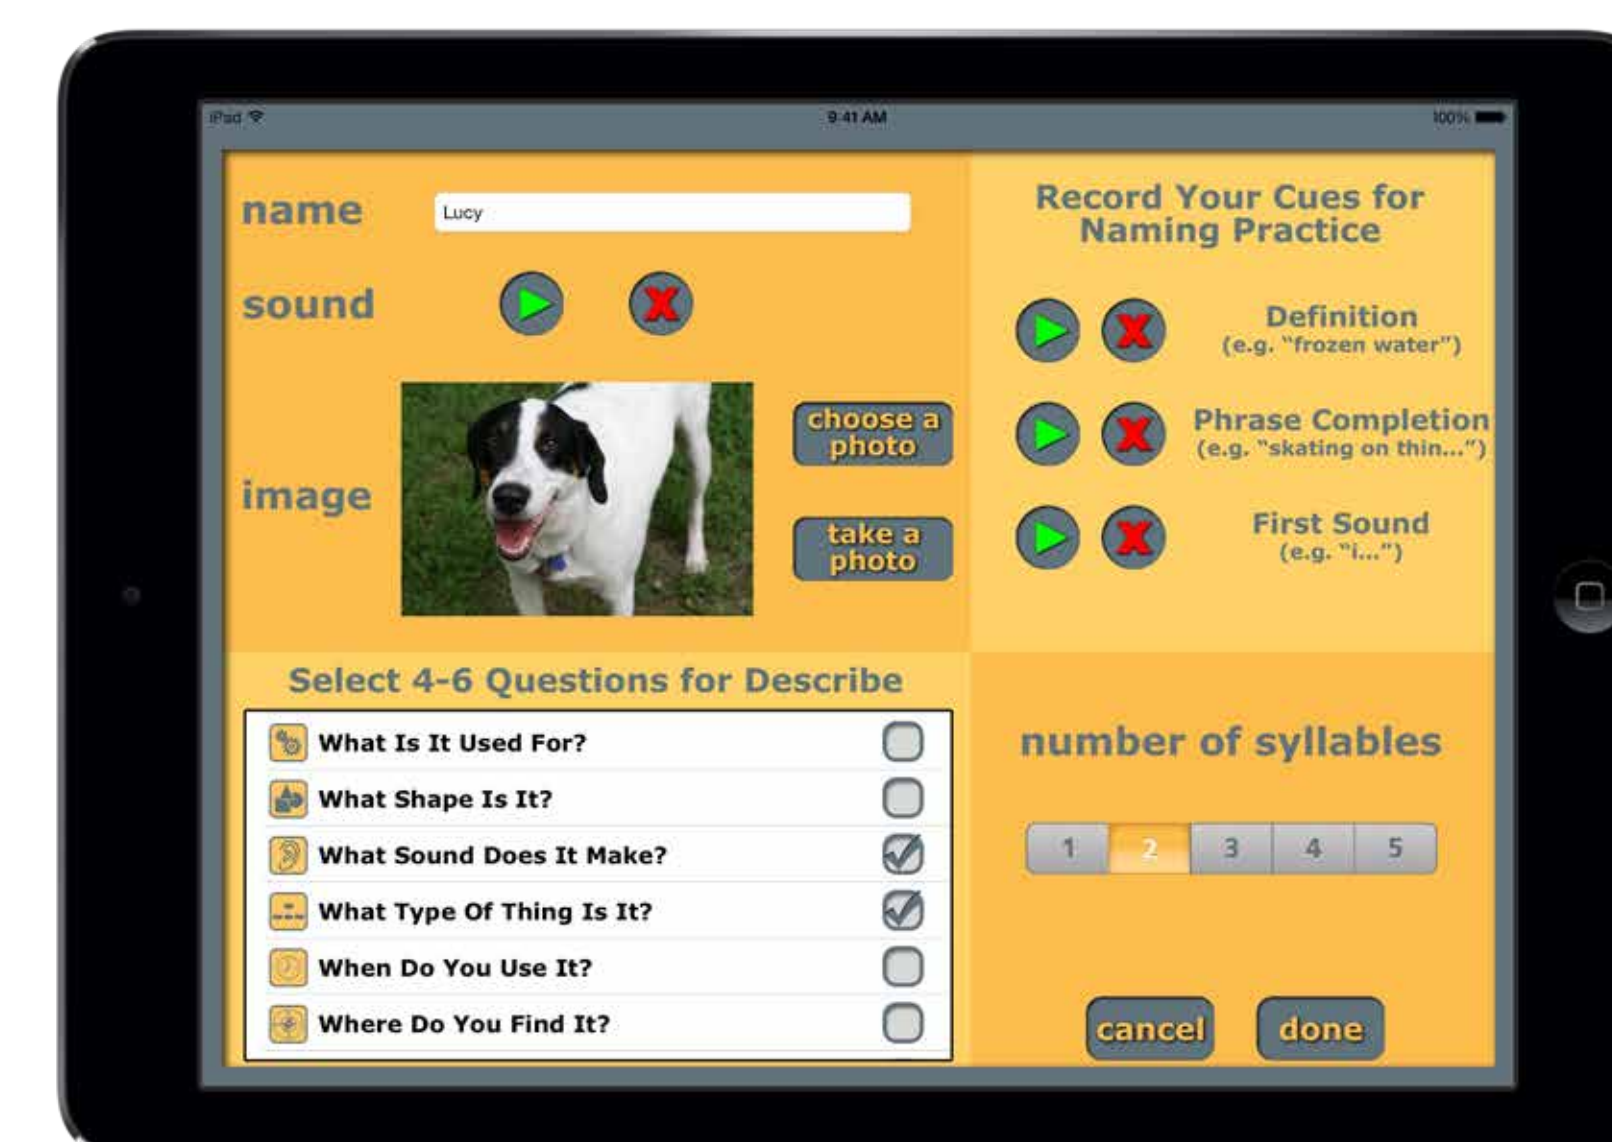 iPad
9:41 AM
100%
name
Lucy
sound
image
choose a
photo
take a
photo
Record Your Cues for
Naming Practice
Definition
(e.g. “frozen water”)
Phrase Completion
(e.g. “skating on thin...”)
First Sound
(e.g. “i...”)
Select 4-6 Questions for Describe
What Is It Used For?
What Shape Is It?
What Sound Does It Make?
What Type Of Thing Is It?
When Do You Use It?
Where Do You Find It?
number of syllables
1 2 3 4 5
cancel done